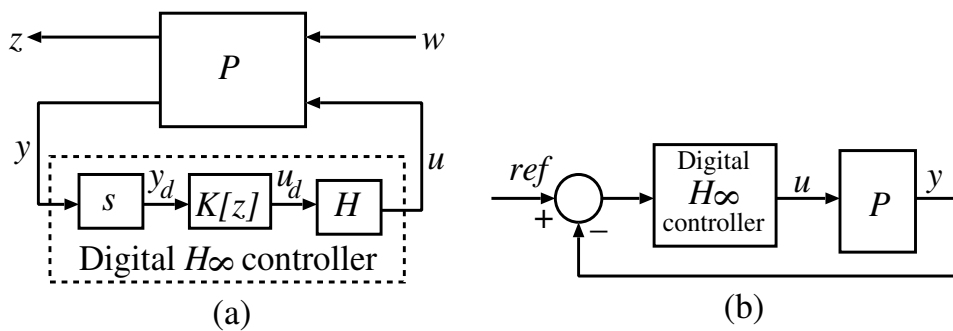 z
w
P
y
u
s
y_d
K[z]
u_d
H
Digital H∞ controller
(a)
ref
+
−
Digital
H∞
controller
u
P
y
(b)